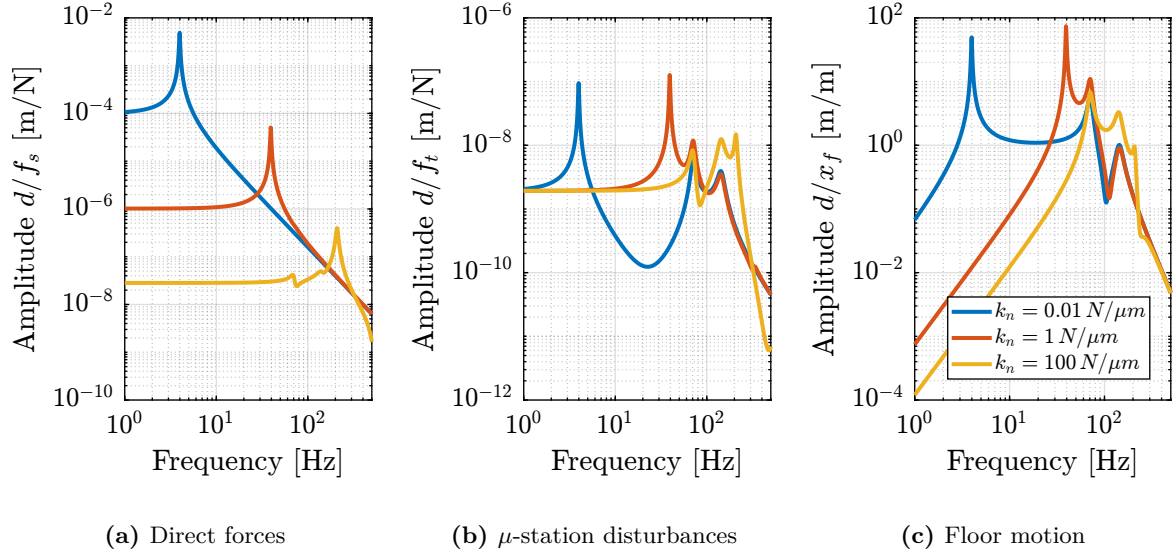 Amplitude d/f_s [m/N]
10^−2
10^−4
10^−6
10^−8
10^−10
10^0
10^1
10^2
Frequency [Hz]
(a) Direct forces
Amplitude d/f_t [m/N]
10^−6
10^−8
10^−10
10^−12
10^0
10^1
10^2
Frequency [Hz]
(b) μ-station disturbances
Amplitude d/x_f [m/m]
10^2
10^0
10^−2
10^−4
k_n = 0.01 N/μm
k_n = 1 N/μm
k_n = 100 N/μm
10^0
10^1
10^2
Frequency [Hz]
(c) Floor motion